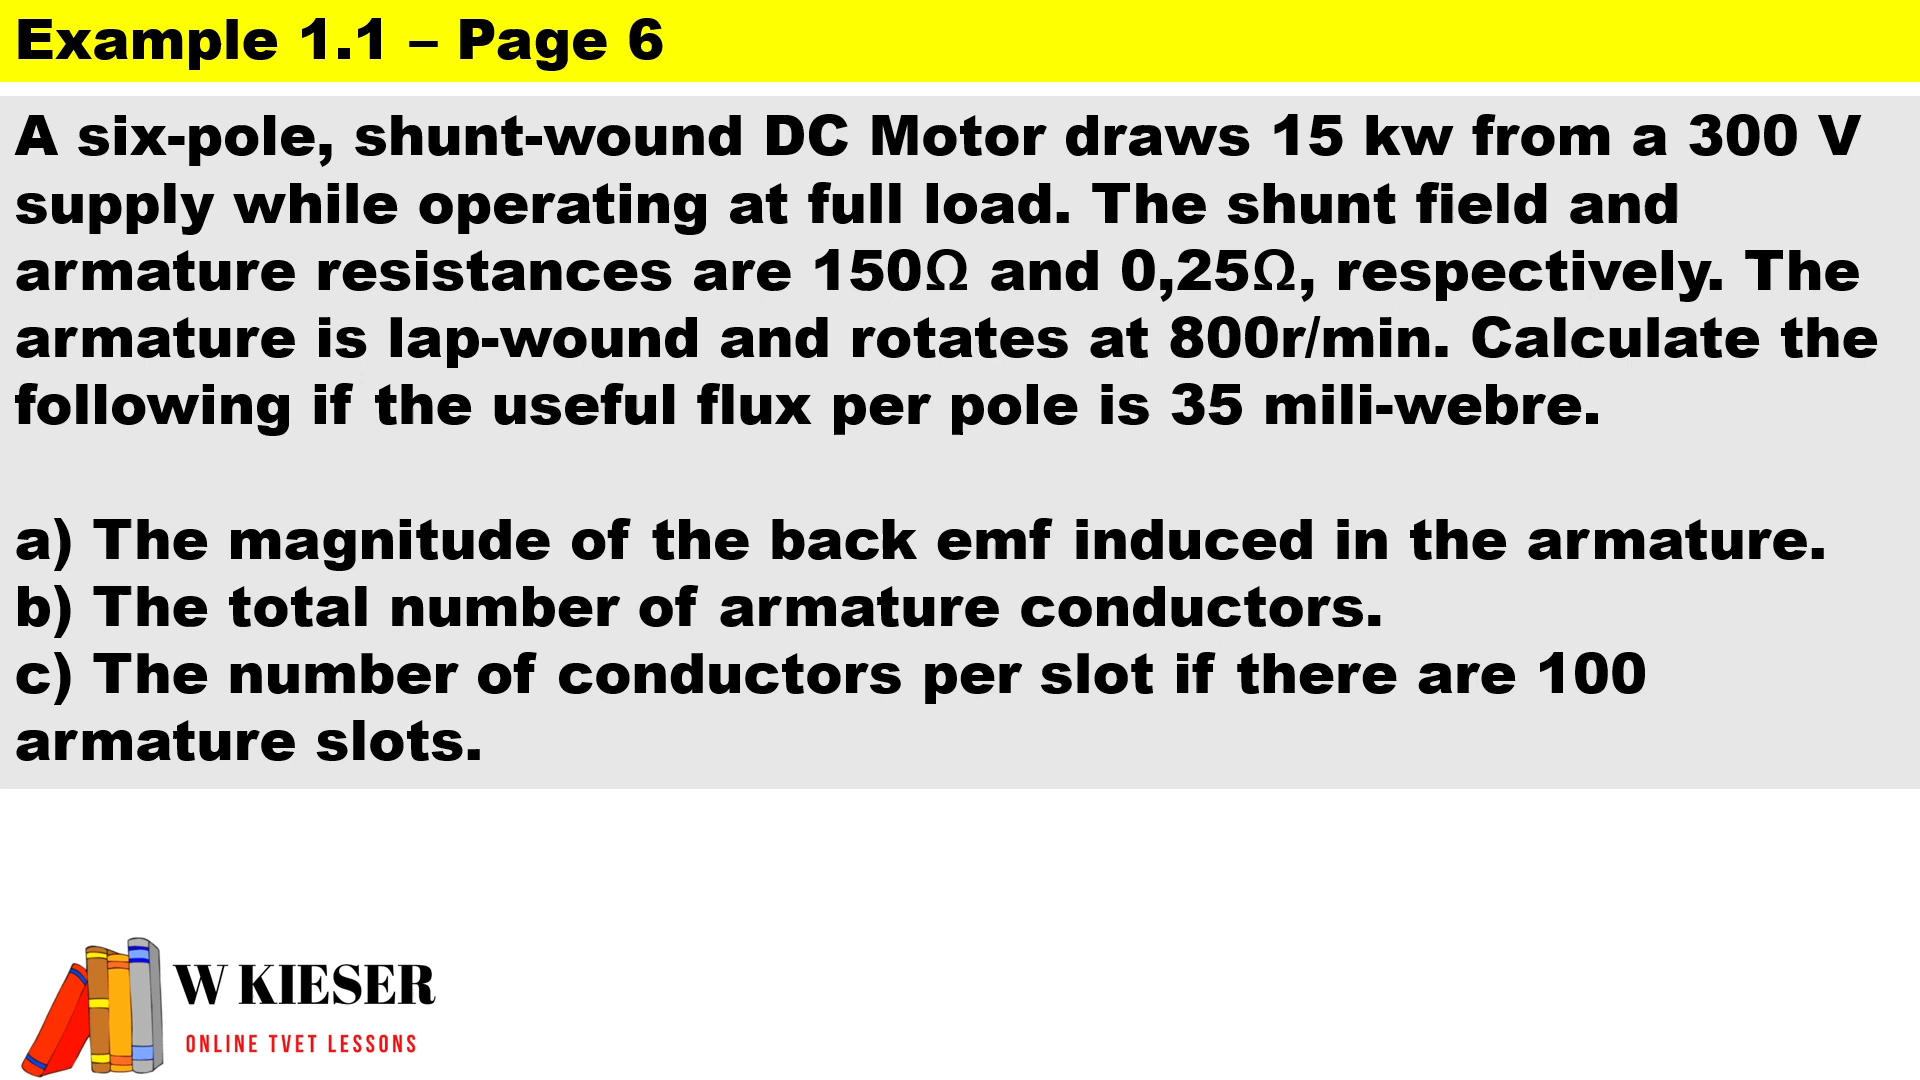 Example 1.1 – Page 6
A six-pole, shunt-wound DC Motor draws 15 kw from a 300 V
supply while operating at full load. The shunt field and
armature resistances are 150Ω and 0,25Ω, respectively. The
armature is lap-wound and rotates at 800r/min. Calculate the
following if the useful flux per pole is 35 mili-webre.
a) The magnitude of the back emf induced in the armature.
b) The total number of armature conductors.
c) The number of conductors per slot if there are 100
armature slots.
W KIESER
ONLINE TVET LESSONS